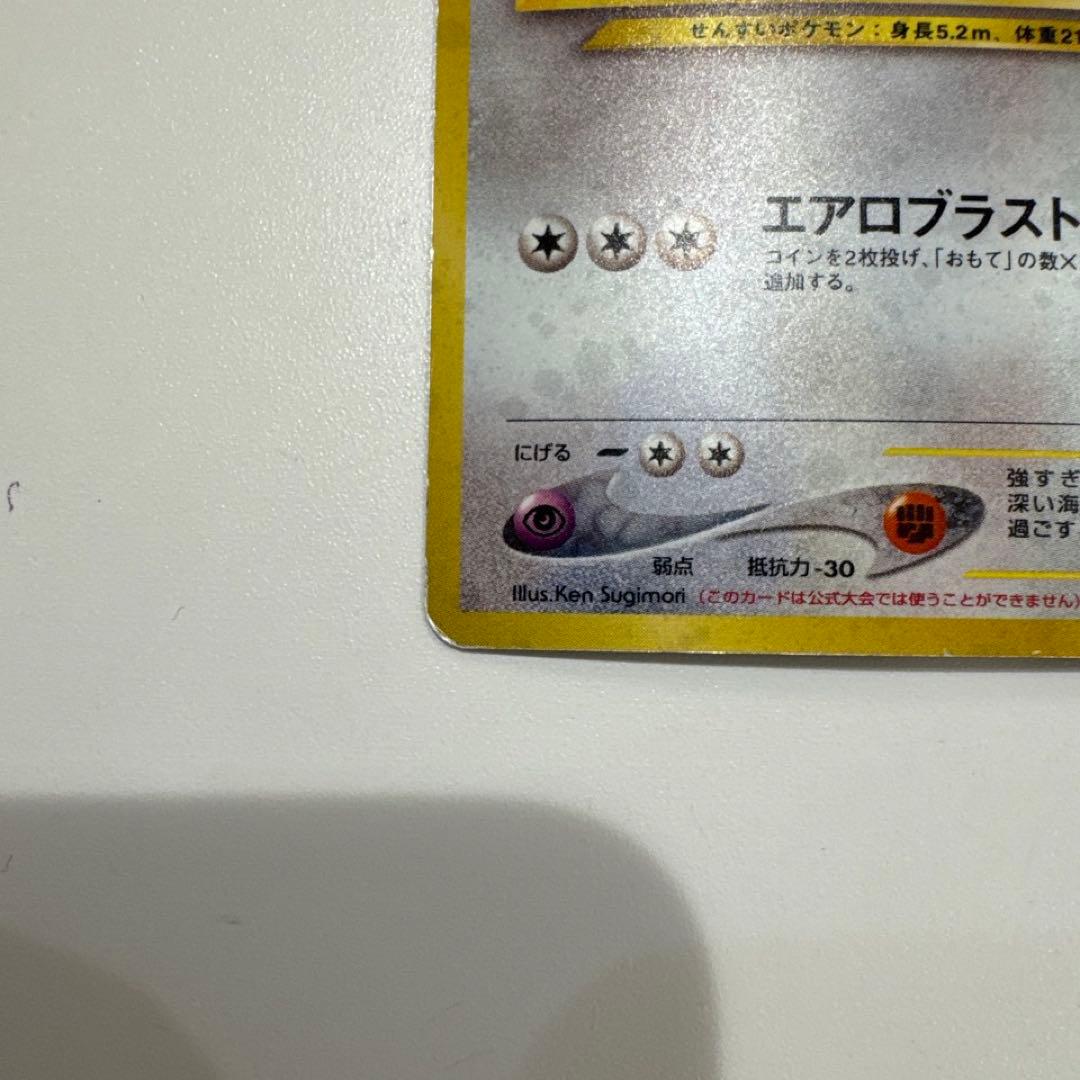 せんすいポケモン：身長5.2m、体重2
エアロブラスト
コインを2枚投げ、「おもて」の数×
追加する。
にげる
強すぎ
深い海
過ごす
弱点 抵抗力-30
Illus.Ken Sugimori （このカードは公式大会では使うことができません）